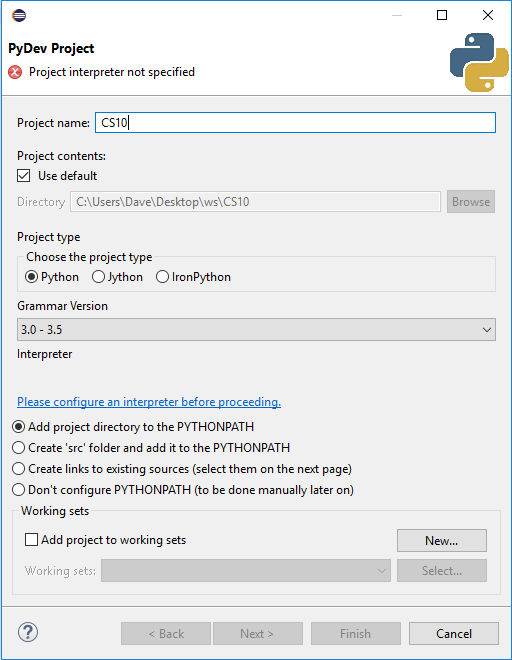 PyDev Project
Project interpreter not specified
Project name: CS10
Project contents:
Use default
Directory C:\Users\Dave\Desktop\ws\CS10 Browse
Project type
Choose the project type
Python Jython IronPython
Grammar Version
3.0 - 3.5
Interpreter
Please configure an interpreter before proceeding.
Add project directory to the PYTHONPATH
Create 'src' folder and add it to the PYTHONPATH
Create links to existing sources (select them on the next page)
Don't configure PYTHONPATH (to be done manually later on)
Working sets
Add project to working sets New...
Working sets: Select...
? < Back Next > Finish Cancel